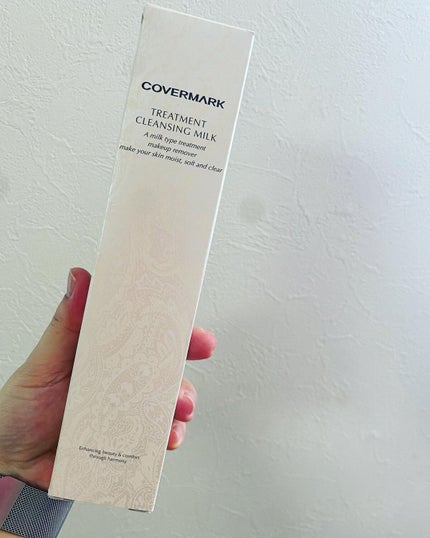 COVERMARK
TREATMENT
CLEANSING MILK
A milk type treatment
makeup remover
make your skin moist, soft and clear
Enhancing beauty & comfort
through harmony